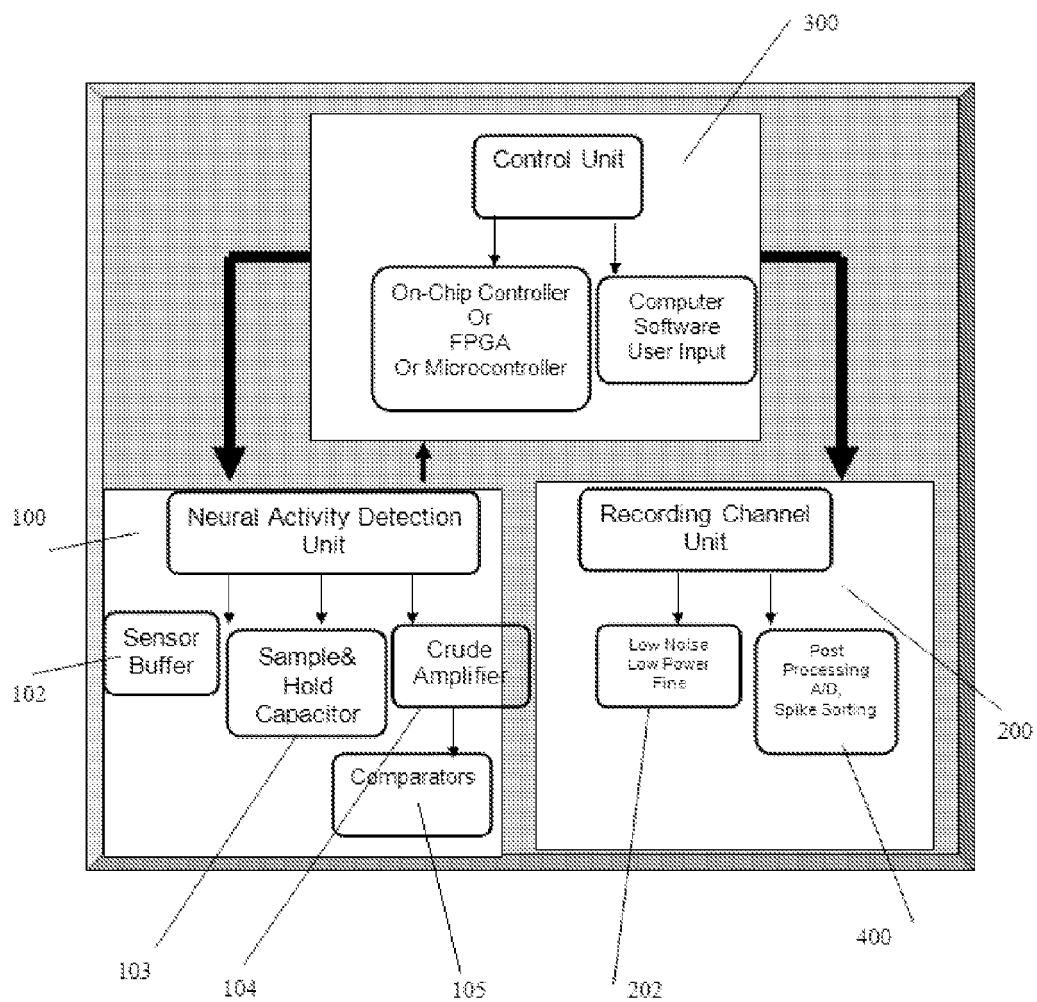 300
Control Unit
On-Chip Controller
Or
FPGA
Or Microcontroller
Computer
Software
User Input
100
Neural Activity Detection
Unit
Recording Channel
Unit
Sensor
Buffer
Sample&
Hold
Capacitor
Crude
Amplifier
Low Noise
Low Power
Fine
Post
Processing
A/D,
Spike Sorting
102
200
Comparators
400
103
104
105
202